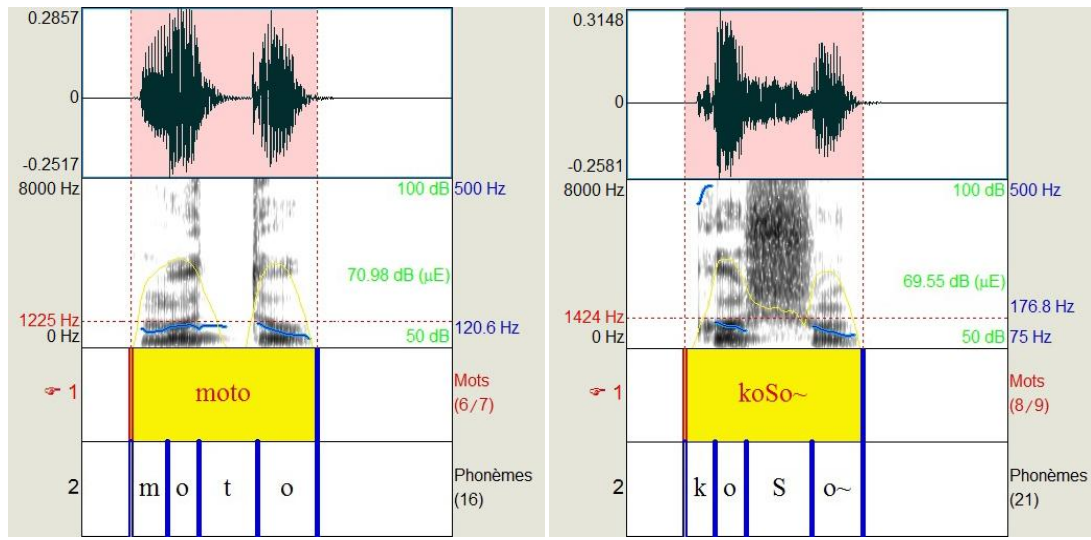 0.2857
0
-0.2517
8000 Hz
100 dB
500 Hz
70.98 dB (µE)
1225 Hz
120.6 Hz
0 Hz
50 dB
☞ 1
moto
Mots
(6/7)
2
m o t o
Phonèmes
(16)
0.3148
0
-0.2581
8000 Hz
100 dB
500 Hz
69.55 dB (µE)
176.8 Hz
1424 Hz
0 Hz
50 dB
75 Hz
☞ 1
koSo~
Mots
(8/9)
2
k o S o~
Phonèmes
(21)